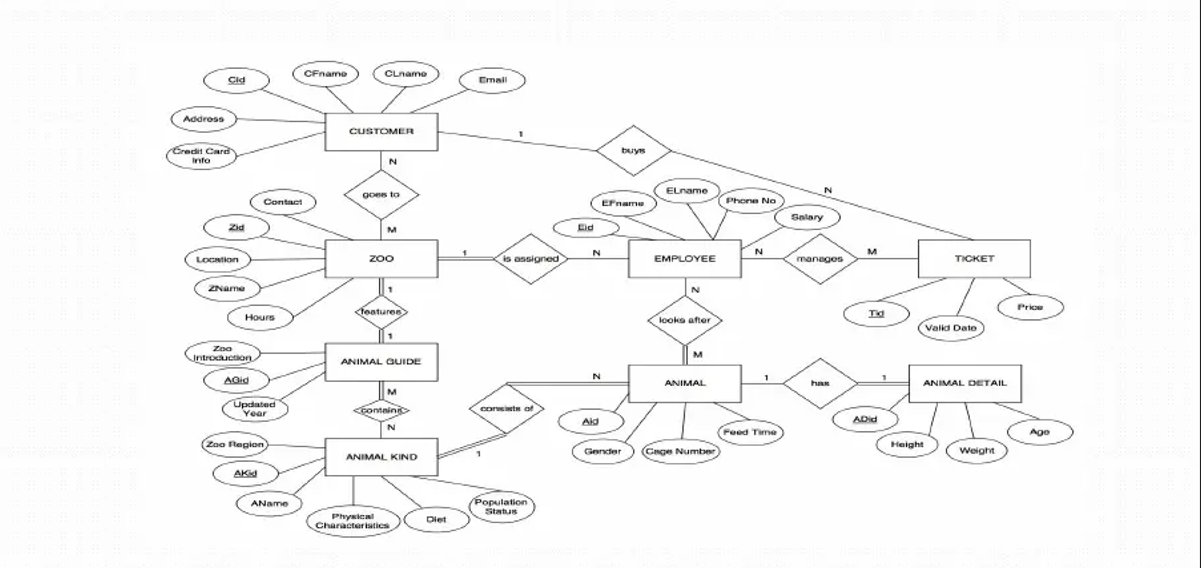 Cid
CFname
CLname
Email
Address
CUSTOMER
Credit Card
Info
1
buys
N
N
goes to
M
Contact
Zid
Location
ZName
Hours
ZOO
1
is assigned
N
Eid
EFname
ELname
Phone No
Salary
EMPLOYEE
N
manages
M
TICKET
Tid
Valid Date
Price
1
features
1
N
looks after
M
Zoo
Introduction
AGid
Updated
Year
ANIMAL GUIDE
M
contains
N
consists of
N
1
ANIMAL
1
has
1
ANIMAL DETAIL
Aid
Gender
Cage Number
Feed Time
ADid
Height
Weight
Age
Zoo Region
AKid
AName
ANIMAL KIND
Physical
Characteristics
Diet
Population
Status